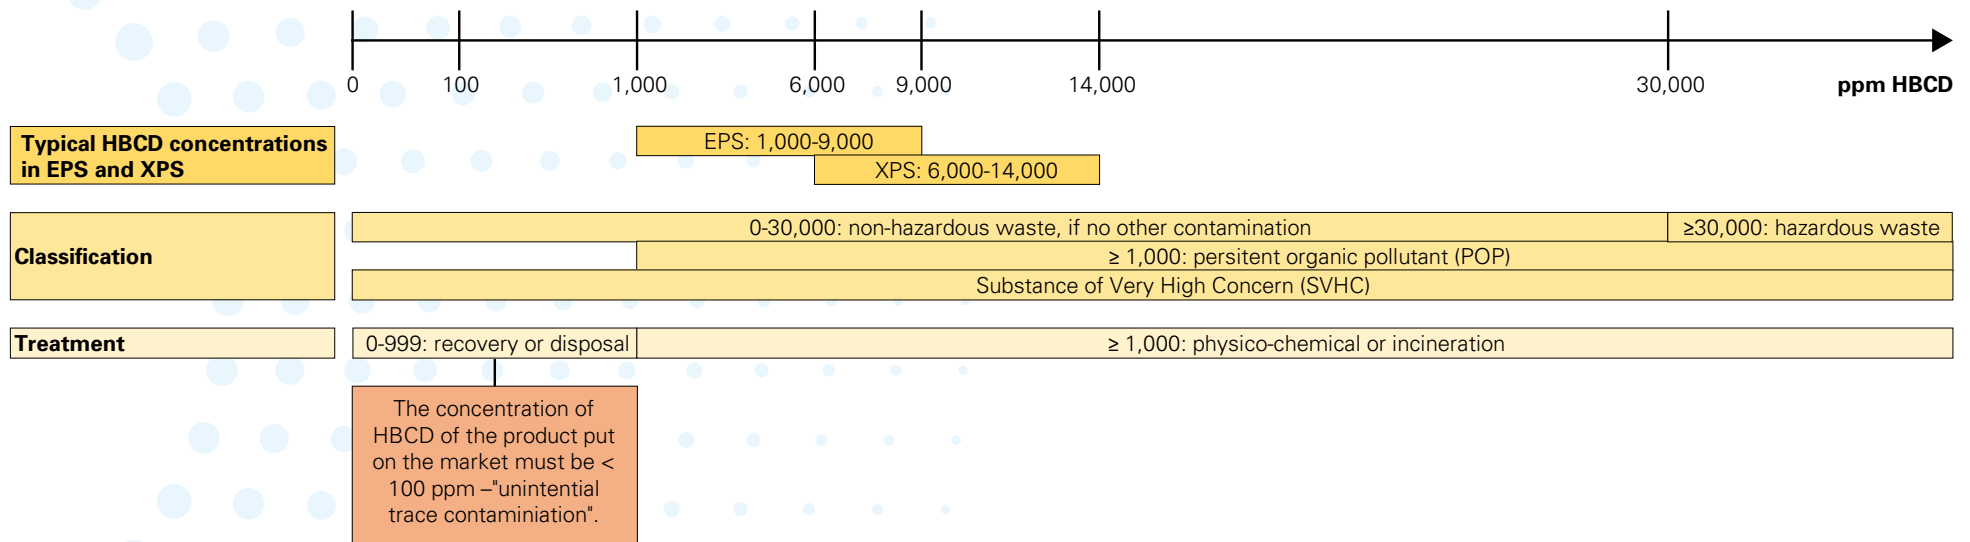 0
100
1,000
6,000
9,000
14,000
30,000
ppm HBCD
Typical HBCD concentrations
in EPS and XPS
EPS: 1,000-9,000
XPS: 6,000-14,000
Classification
0-30,000: non-hazardous waste, if no other contamination
≥30,000: hazardous waste
≥ 1,000: persitent organic pollutant (POP)
Substance of Very High Concern (SVHC)
Treatment
0-999: recovery or disposal
≥ 1,000: physico-chemical or incineration
The concentration of
HBCD of the product put
on the market must be <
100 ppm –"unintential
trace contaminiation".